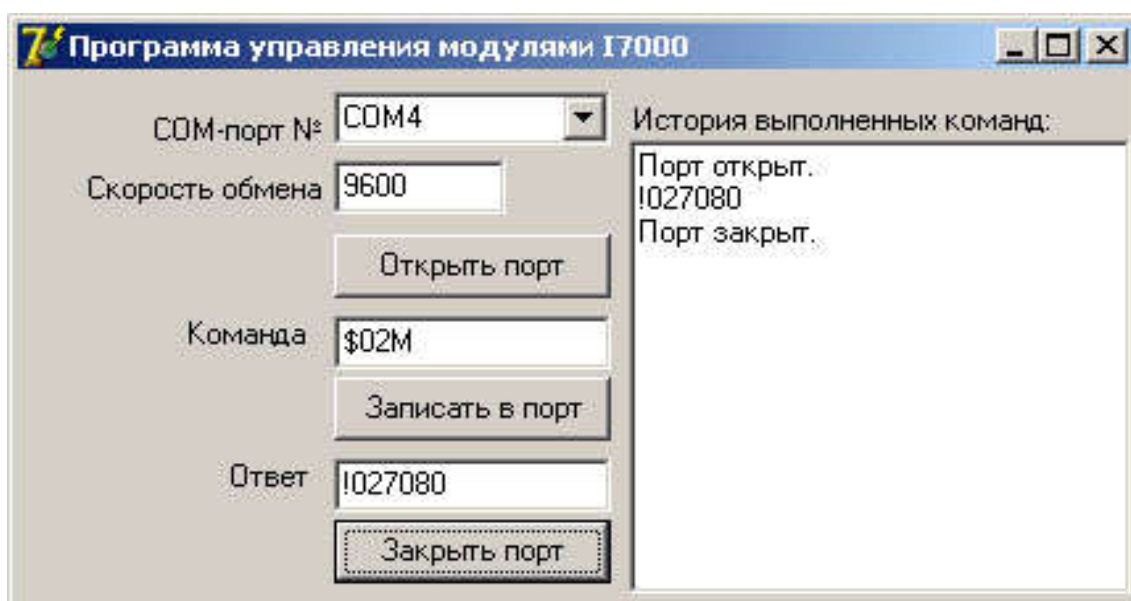 Программа управления модулями I7000
COM-порт №
COM4
Скорость обмена
9600
Открыть порт
Команда
$02M
Записать в порт
Ответ
!027080
Закрыть порт
История выполненных команд:
Порт открыт.
!027080
Порт закрыт.